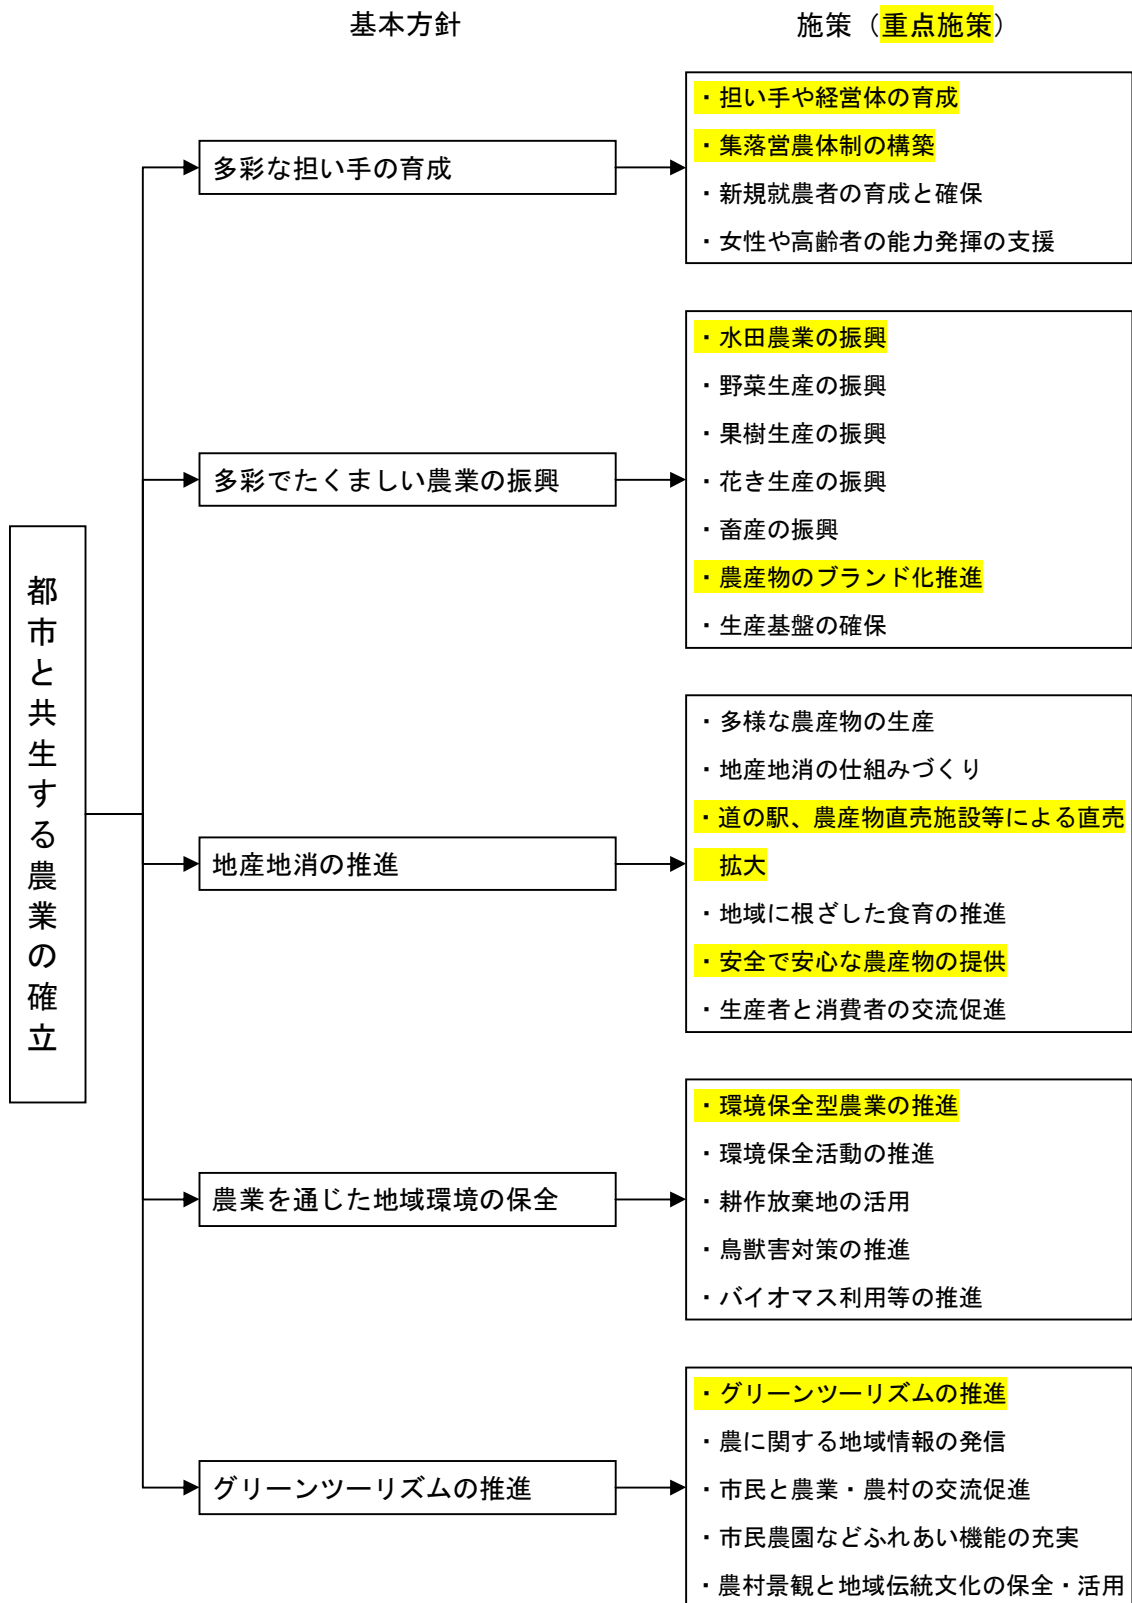 基本方針
施策（重点施策）
都市と共生する農業の確立
多彩な担い手の育成
・担い手や経営体の育成
・集落営農体制の構築
・新規就農者の育成と確保
・女性や高齢者の能力発揮の支援
多彩でたくましい農業の振興
・水田農業の振興
・野菜生産の振興
・果樹生産の振興
・花き生産の振興
・畜産の振興
・農産物のブランド化推進
・生産基盤の確保
地産地消の推進
・多様な農産物の生産
・地産地消の仕組みづくり
・道の駅、農産物直売施設等による直売
拡大
・地域に根ざした食育の推進
・安全で安心な農産物の提供
・生産者と消費者の交流促進
農業を通じた地域環境の保全
・環境保全型農業の推進
・環境保全活動の推進
・耕作放棄地の活用
・鳥獣害対策の推進
・バイオマス利用等の推進
グリーンツーリズムの推進
・グリーンツーリズムの推進
・農に関する地域情報の発信
・市民と農業・農村の交流促進
・市民農園などふれあい機能の充実
・農村景観と地域伝統文化の保全・活用